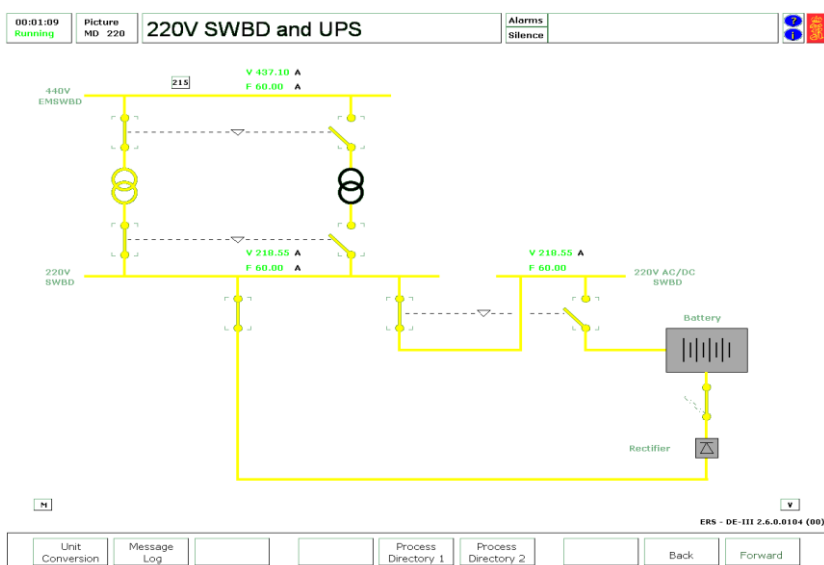 00:01:09
Running
Picture
MD 220
220V SWBD and UPS
Alarms
Silence
?
i
V 437.10 A
F 60.00 A
215
440V
EMSWBD
V 218.55 A
F 60.00 A
V 218.55 A
F 60.00
220V
SWBD
220V AC/DC
SWBD
Battery
Rectifier
M
V
ERS - DE-III 2.6.0.0104 (00)
Unit
Conversion
Message
Log
Process
Directory 1
Process
Directory 2
Back
Forward